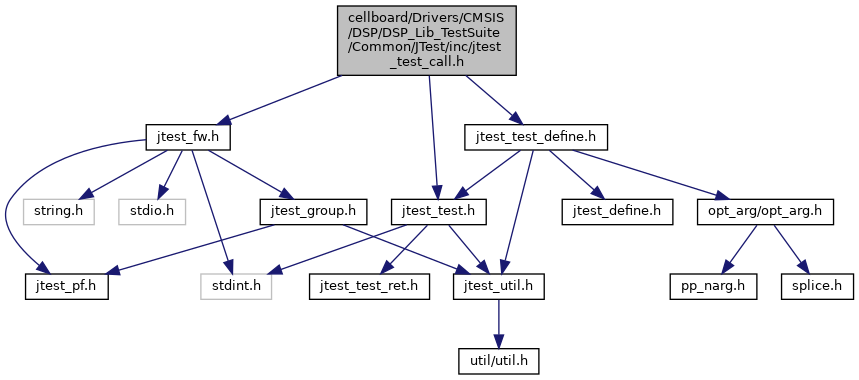 cellboard/Drivers/CMSIS
/DSP/DSP_Lib_TestSuite
/Common/JTest/inc/jtest
_test_call.h
jtest_fw.h
jtest_test_define.h
string.h
stdio.h
jtest_group.h
jtest_test.h
jtest_define.h
opt_arg/opt_arg.h
jtest_pf.h
stdint.h
jtest_test_ret.h
jtest_util.h
pp_narg.h
splice.h
util/util.h